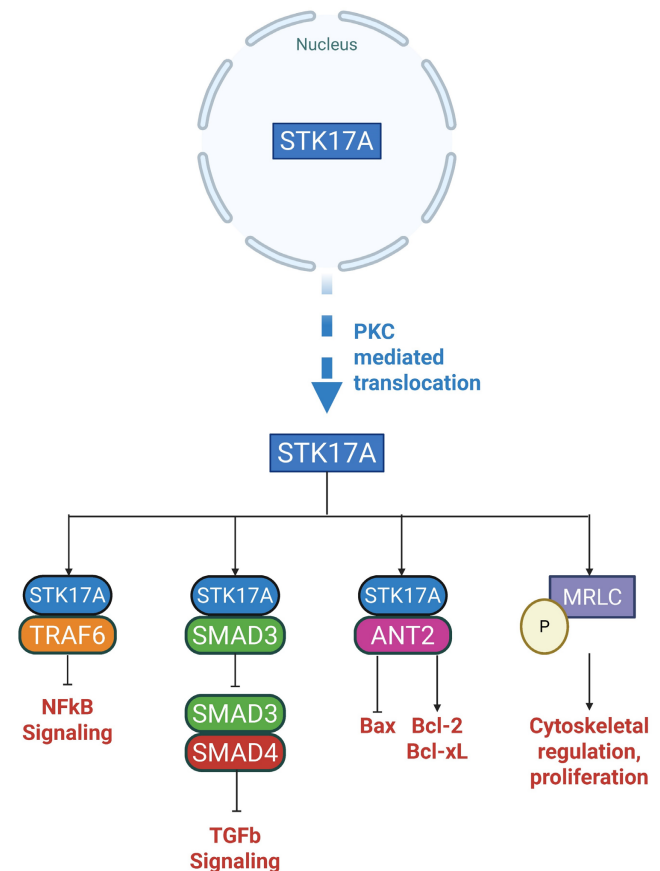 Nucleus
STK17A
PKC
mediated
translocation
STK17A
STK17A
TRAF6
NFkB
Signaling
STK17A
SMAD3
SMAD3
SMAD4
TGFb
Signaling
STK17A
ANT2
Bax
Bcl-2
Bcl-xL
MRLC
P
Cytoskeletal
regulation,
proliferation